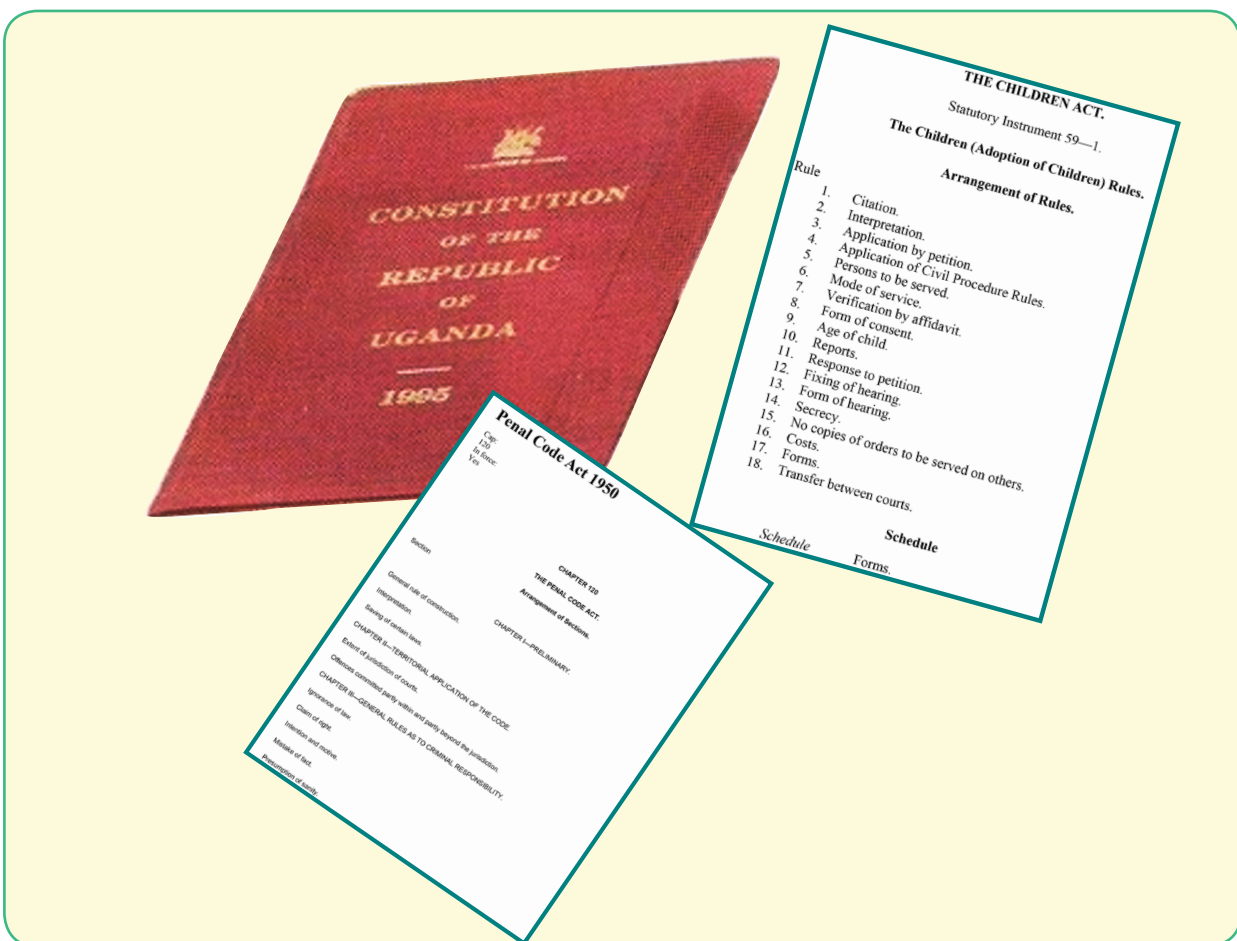 CONSTITUTION
OF THE
REPUBLIC
OF
UGANDA
1995
THE CHILDREN ACT.
Statutory Instrument 59—1.
The Children (Adoption of Children) Rules.
Arrangement of Rules.
Rule
1. Citation.
2. Interpretation.
3. Application by petition.
4. Application of Civil Procedure Rules.
5. Persons to be served.
6. Mode of service.
7. Verification by affidavit.
8. Form of consent.
9. Age of child.
10. Reports.
11. Response to petition.
12. Fixing of hearing.
13. Form of hearing.
14. Secrecy.
15. No copies of orders to be served on others.
16. Costs.
17. Forms.
18. Transfer between courts.
Schedule
Schedule Forms.
Penal Code Act 1950
Cap.
120
In force:
Yes
CHAPTER 120
THE PENAL CODE ACT.
Arrangement of Sections.
Section
CHAPTER I—PRELIMINARY.
General rule of construction.
Interpretation.
Saving of certain laws.
CHAPTER II—TERRITORIAL APPLICATION OF THE CODE.
Extent of jurisdiction of courts.
Offences committed partly within and partly beyond the jurisdiction.
CHAPTER III—GENERAL RULES AS TO CRIMINAL RESPONSIBILITY.
Ignorance of law.
Claim of right.
Intention and motive.
Mistake of fact.
Presumption of sanity.